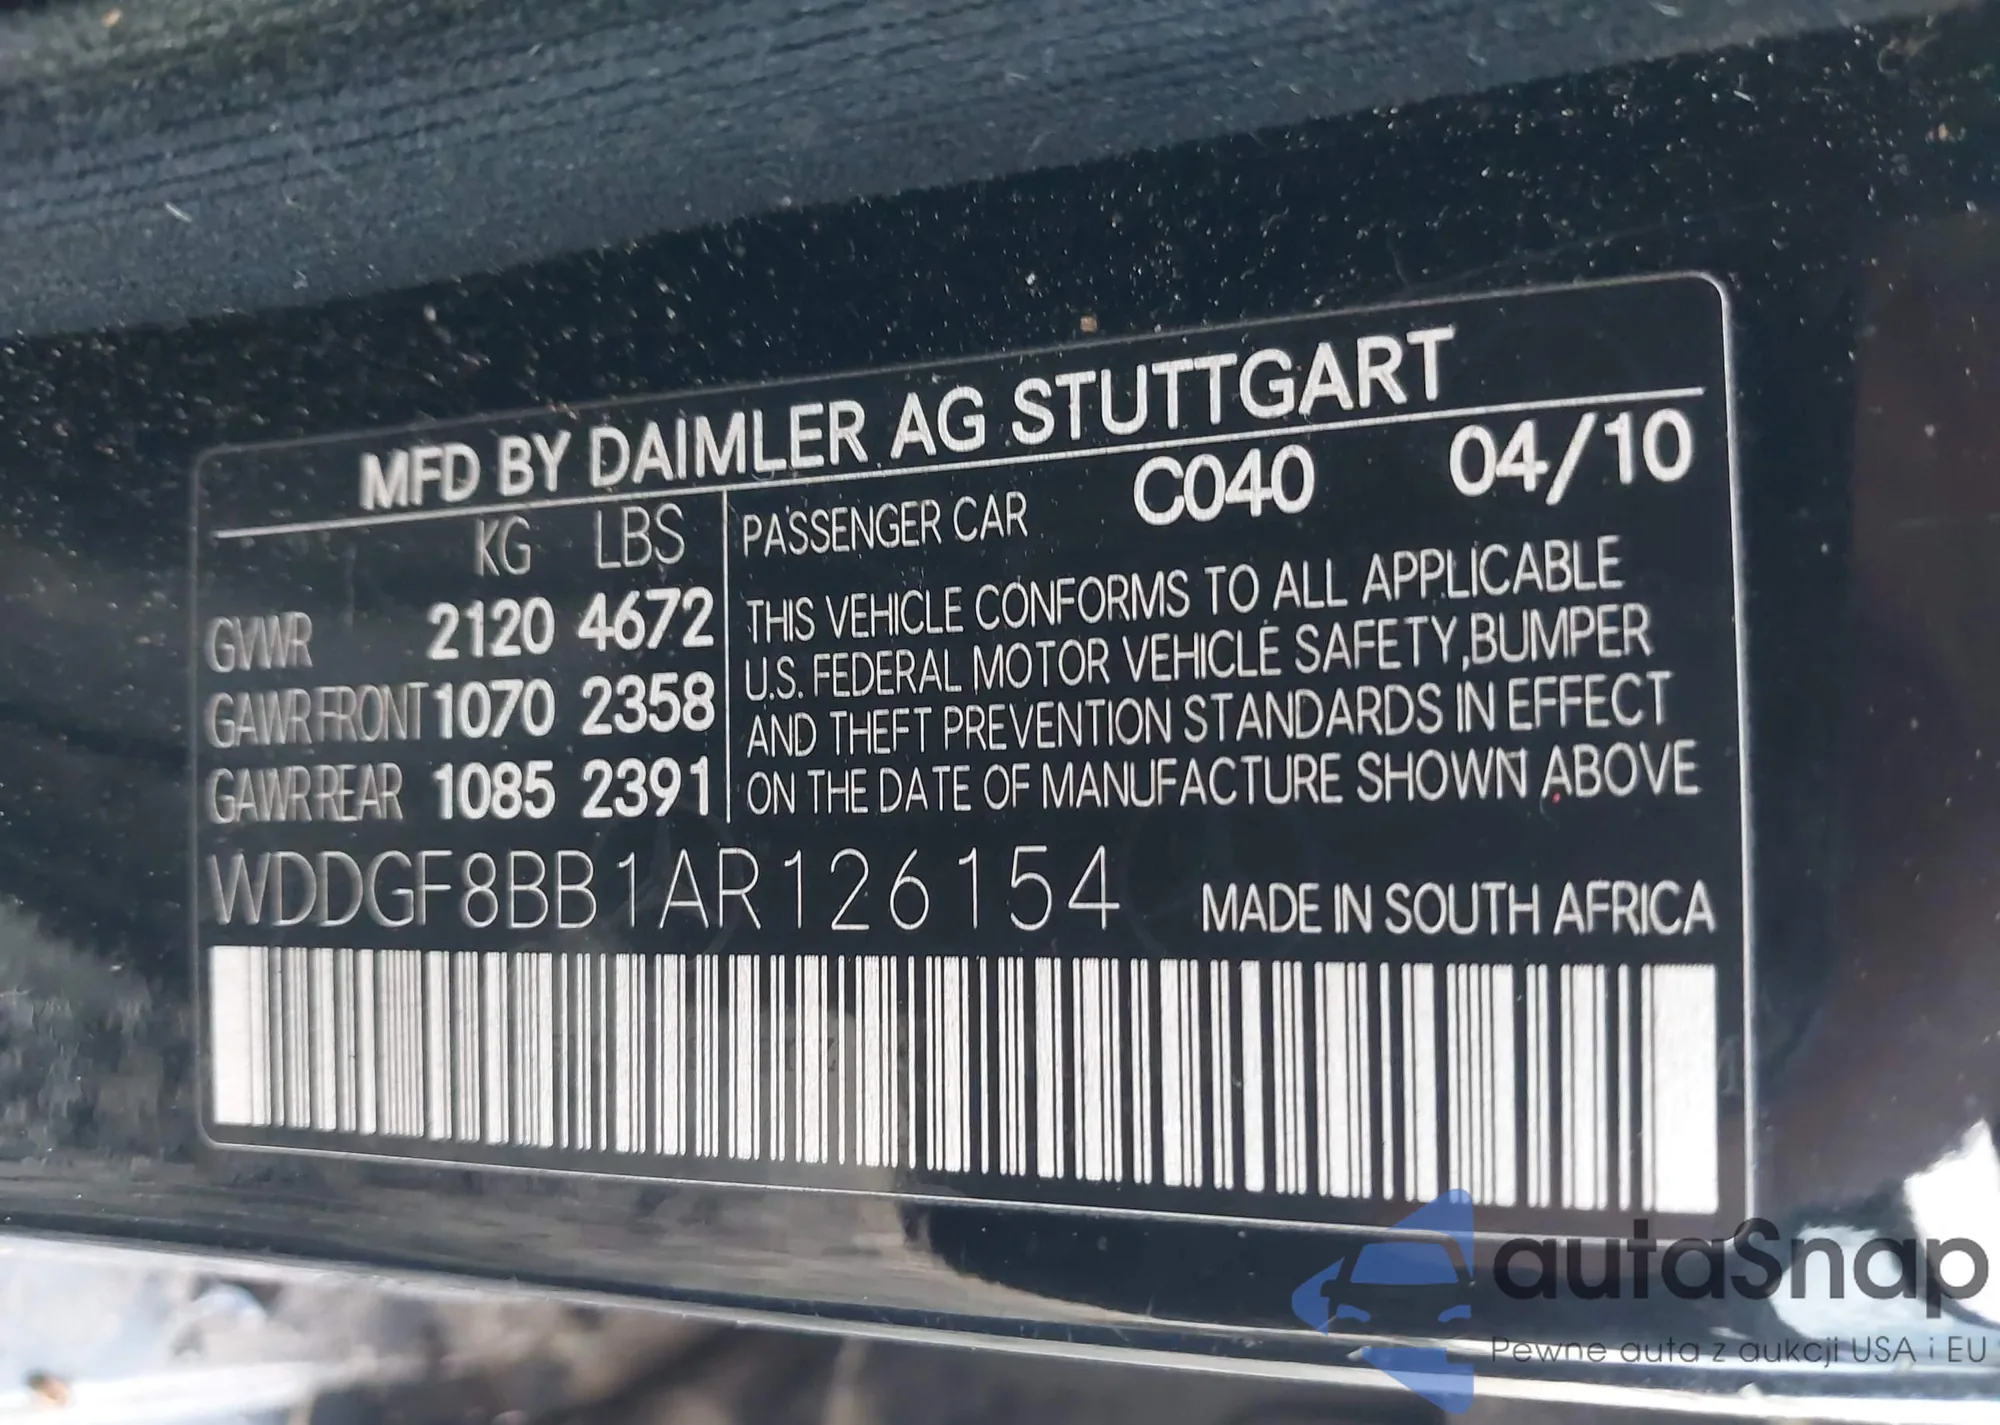 MFD BY DAIMLER AG STUTTGART
KG LBS
GVWR 2120 4672
GAWR FRONT 1070 2358
GAWR REAR 1085 2391
PASSENGER CAR C040 04/10
THIS VEHICLE CONFORMS TO ALL APPLICABLE
U.S. FEDERAL MOTOR VEHICLE SAFETY,BUMPER
AND THEFT PREVENTION STANDARDS IN EFFECT
ON THE DATE OF MANUFACTURE SHOWN ABOVE
WDDGF8BB1AR126154 MADE IN SOUTH AFRICA
autaSnap
Pewne auta z aukcji USA i EU